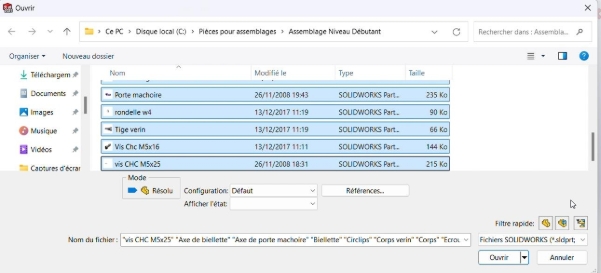 Ouvrir
Ce PC > Disque local (C:) > Pièces pour assemblages > Assemblage Niveau Débutant
Rechercher dans : Assembla...
Organiser
Nouveau dossier
Nom Modifié le Type Taille
Téléchargem
Documents
Images
Musique
Vidéos
Captures d'écrar
Porte machoire 26/11/2008 19:43 SOLIDWORKS Part... 235 Ko
rondelle w4 13/12/2017 11:19 SOLIDWORKS Part... 90 Ko
Tige verin 13/12/2017 11:19 SOLIDWORKS Part... 66 Ko
Vis Chc M5x16 13/12/2017 11:11 SOLIDWORKS Part... 144 Ko
vis CHC M5x25 26/11/2008 18:31 SOLIDWORKS Part... 215 Ko
Mode
Résolu
Configuration: Défaut
Références...
Afficher l'état:
Filtre rapide:
Nom du fichier : "vis CHC M5x25" "Axe de biellette" "Axe de porte machoire" "Biellette" "Circlips" "Corps verin" "Corps" "Ecrou.
Fichiers SOLIDWORKS (*.sldprt;
Ouvrir
Annuler